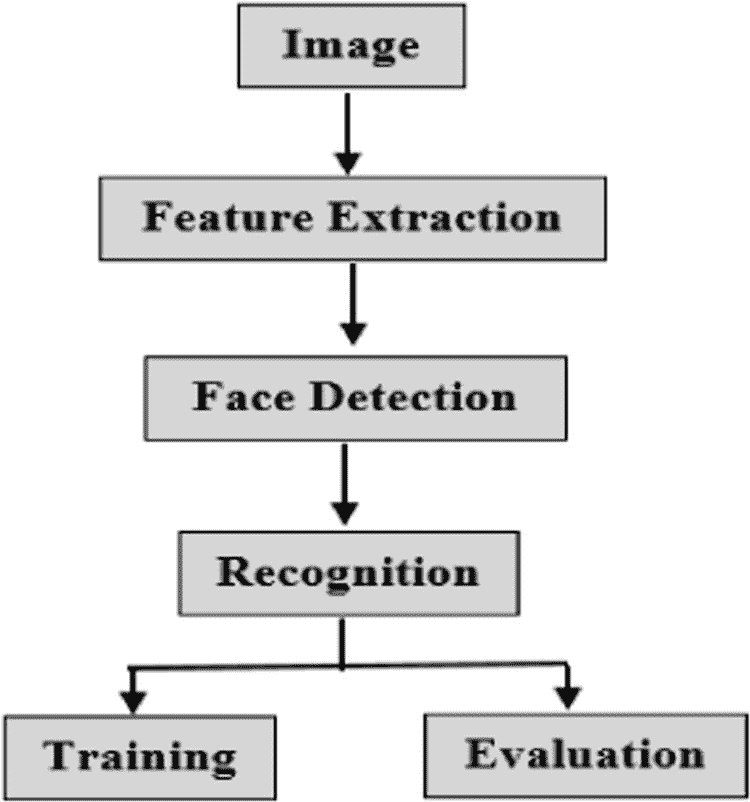 Image
Feature Extraction
Face Detection
Recognition
Training
Evaluation